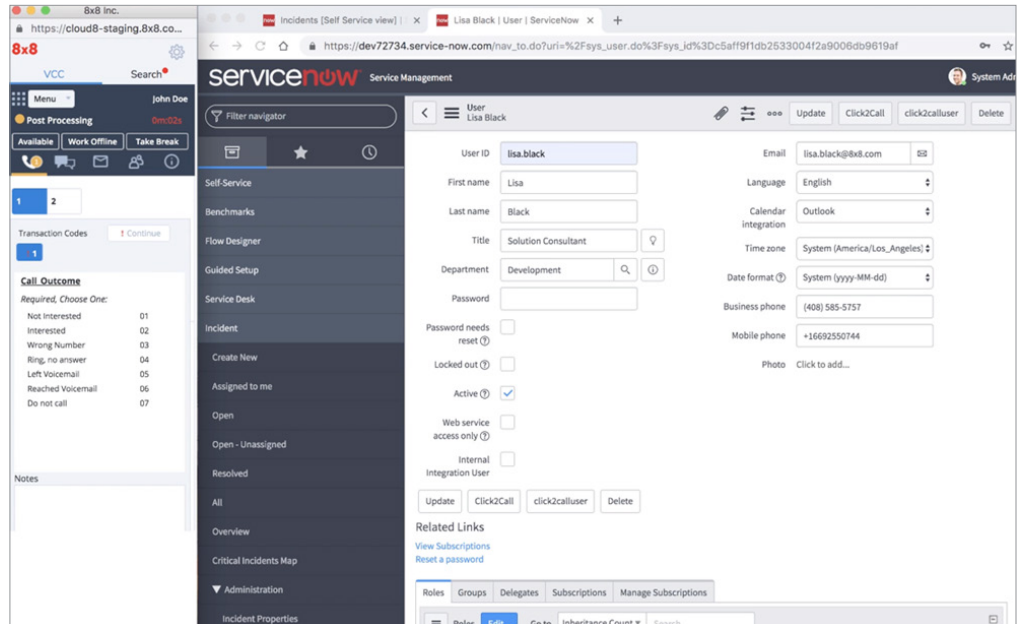 8x8 Inc.
https://cloud8-staging.8x8.co...
8x8
VCC
Search
Menu
John Doe
Post Processing
0m:02s
Available
Work Offline
Take Break
1
1
2
Transaction Codes
! Continue
1
Call Outcome
Required, Choose One:
Not Interested 01
Interested 02
Wrong Number 03
Ring, no answer 04
Left Voicemail 05
Reached Voicemail 06
Do not call 07
Notes
now Incidents [Self Service view] | ×
now Lisa Black | User | ServiceNow × +
https://dev72734.service-now.com/nav_to.do?uri=%2Fsys_user.do%3Fsys_id%3Dc5aff9f1db2533004f2a9006db9619af
servicenow Service Management
System Adr
Filter navigator
Self-Service
Benchmarks
Flow Designer
Guided Setup
Service Desk
Incident
Create New
Assigned to me
Open
Open - Unassigned
Resolved
All
Overview
Critical Incidents Map
Administration
Incident Properties
User
Lisa Black
Update
Click2Call
click2calluser
Delete
User ID lisa.black
First name Lisa
Last name Black
Title Solution Consultant
Department Development
Password
Password needs
reset
Locked out
Active
Web service
access only
Internal
Integration User
Email lisa.black@8x8.com
Language English
Calendar
integration
Outlook
Time zone System (America/Los_Angeles)
Date format System (yyyy-MM-dd)
Business phone (408) 585-5757
Mobile phone +16692550744
Photo Click to add...
Update
Click2Call
click2calluser
Delete
Related Links
View Subscriptions
Reset a password
Roles
Groups
Delegates
Subscriptions
Manage Subscriptions
Roles
Edit...
Go to
Inheritance Count
Search